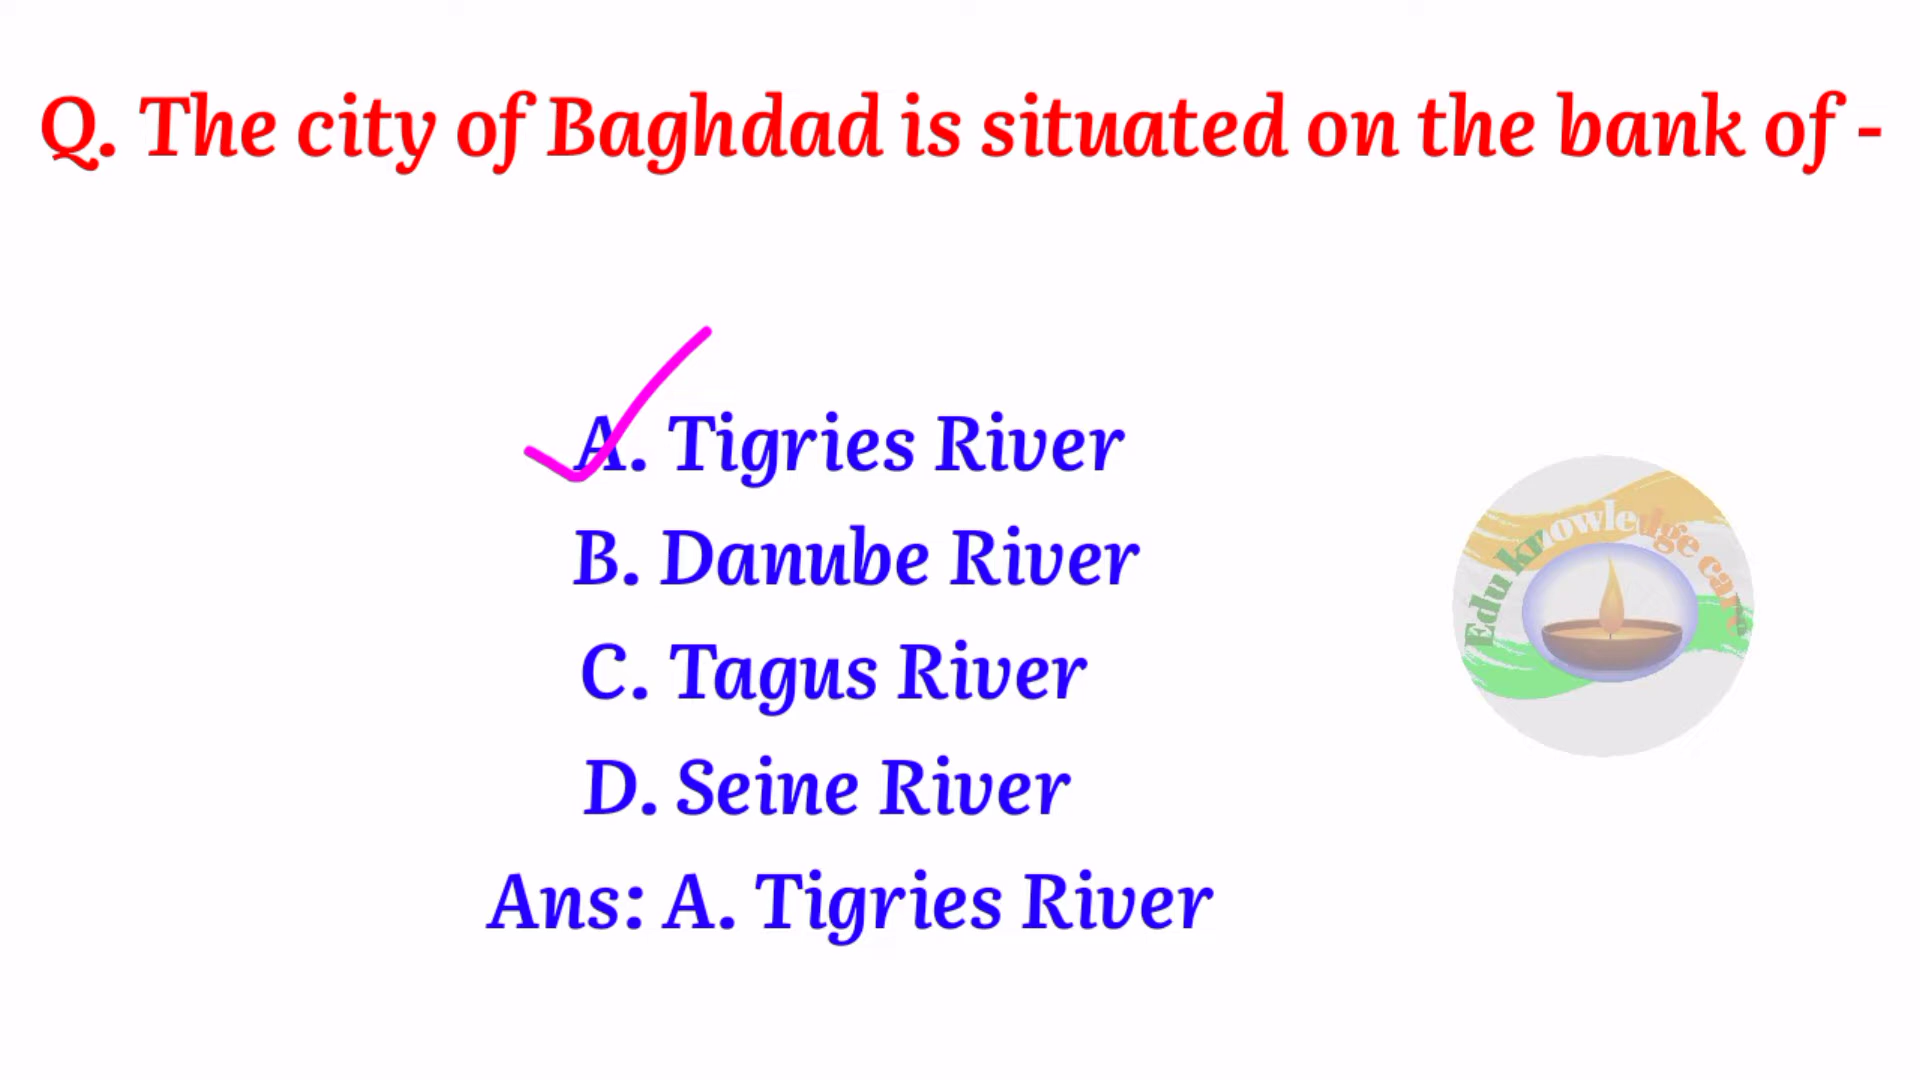 Q. The city of Baghdad is situated on the bank of -
A. Tigries River
B. Danube River
C. Tagus River
D. Seine River
Ans: A. Tigries River
Edu knowledge care